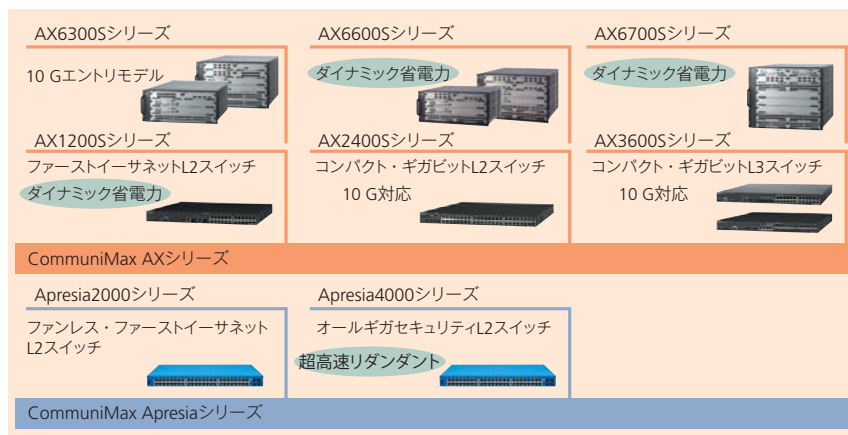 AX6300Sシリーズ
10 Gエントリモデル
AX6600Sシリーズ
ダイナミック省電力
AX6700Sシリーズ
ダイナミック省電力
AX1200Sシリーズ
ファーストイーサネットL2スイッチ
ダイナミック省電力
AX2400Sシリーズ
コンパクト・ギガビットL2スイッチ
10 G対応
AX3600Sシリーズ
コンパクト・ギガビットL3スイッチ
10 G対応
CommuniMax AXシリーズ
Apresia2000シリーズ
ファンレス・ファーストイーサネット
L2スイッチ
Apresia4000シリーズ
オールギガセキュリティL2スイッチ
超高速リダンダント
CommuniMax Apresiaシリーズ